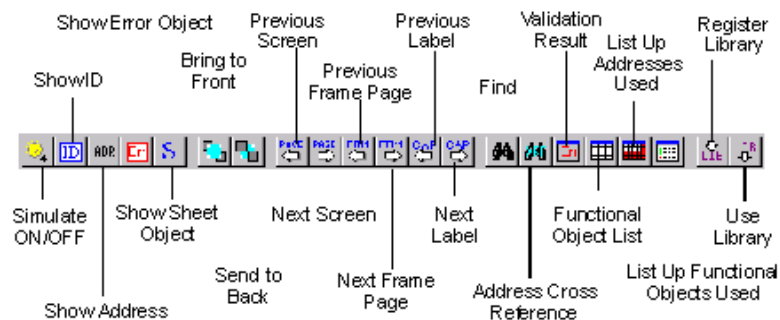 Show Error Object
Previous
Screen
Previous
Label
Validation
Result
Register
Library
ShowID
Bring to
Front
Previous
Frame Page
Find
List Up
Addresses
Used
ID
ADR
Er
S
PAGE
PAGE
CAP
CAP
LIB
Simulate
ON/OFF
Show Sheet
Object
Next Screen
Next
Label
Functional
Object List
Use
Library
Show Address
Send to
Back
Next Frame
Page
Address Cross
Reference
List Up Functional
Objects Used